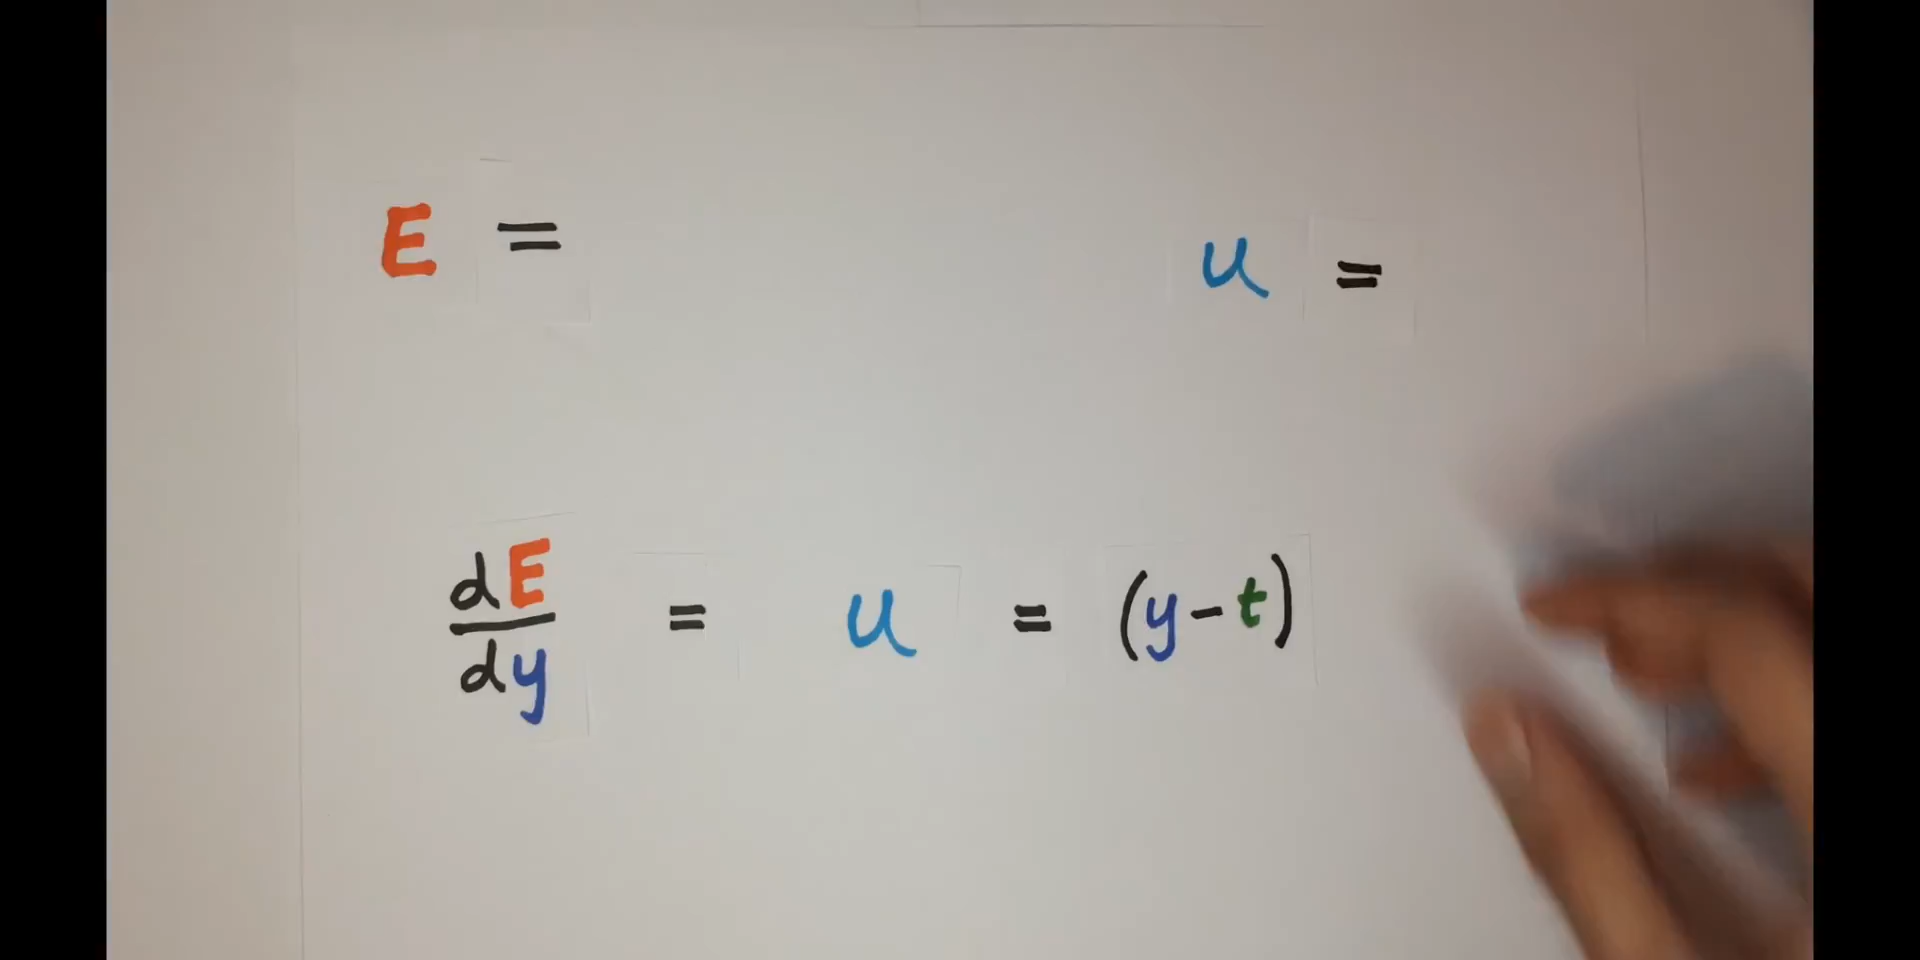 E =
u =
dE/dy = u = (y-t)